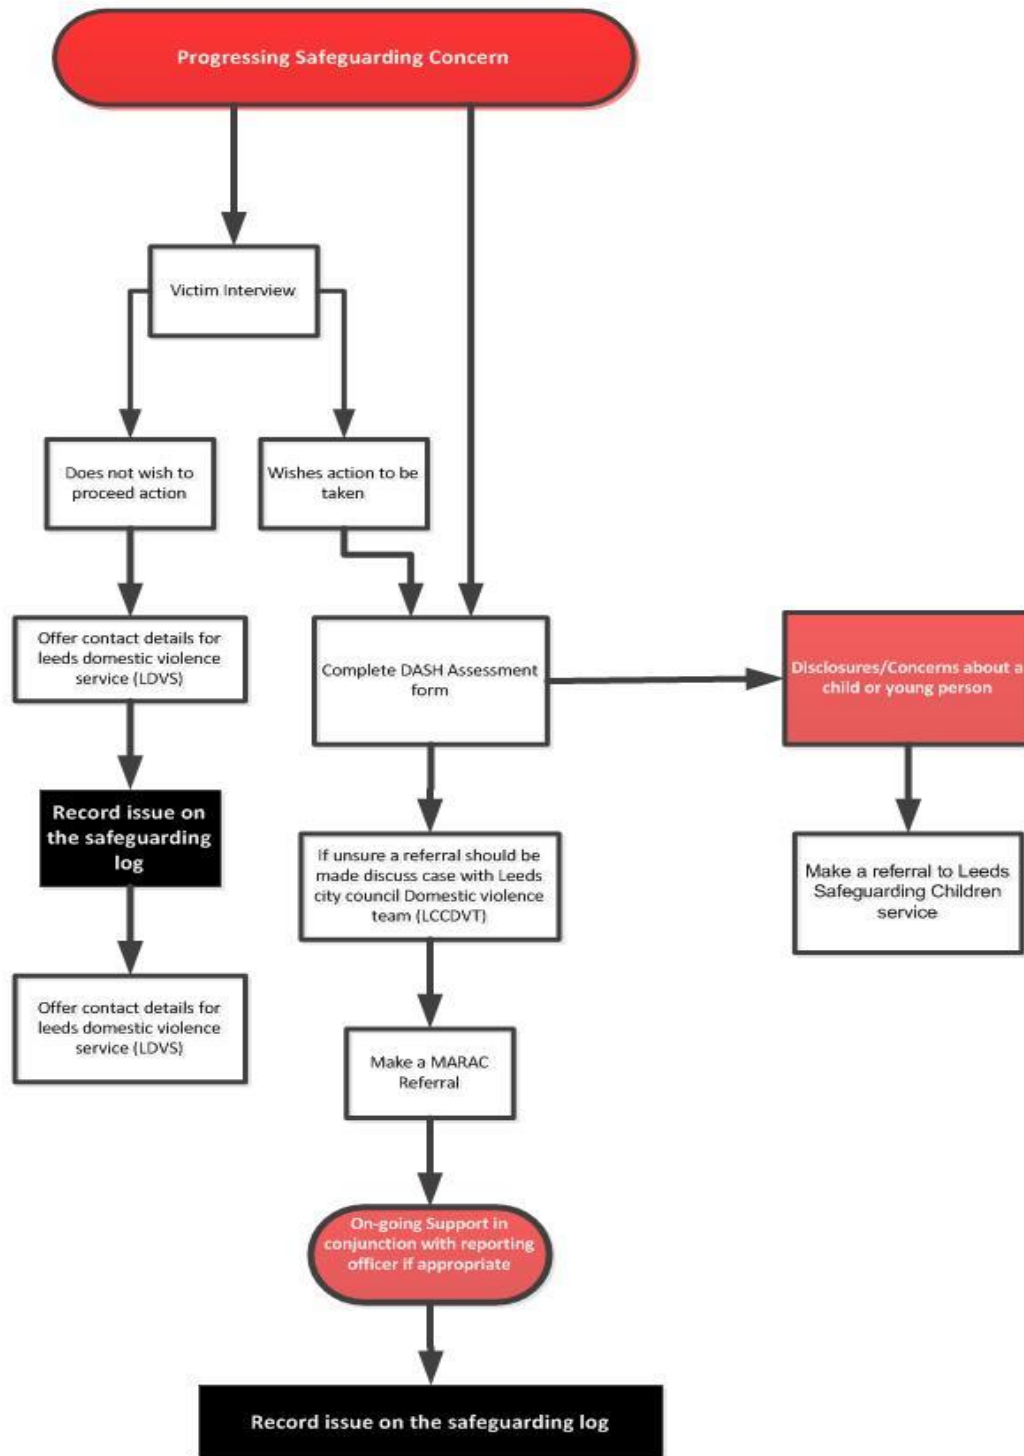 Progressing Safeguarding Concern
Victim Interview
Does not wish to
proceed action
Wishes action to be
taken
Offer contact details for
leeds domestic violence
service (LDVS)
Complete DASH Assessment
form
Disclosures/Concerns about a
child or young person
Record issue on
the safeguarding
log
If unsure a referral should be
made discuss case with Leeds
city council Domestic violence
team (LCCDVT)
Make a referral to Leeds
Safeguarding Children
service
Offer contact details for
leeds domestic violence
service (LDVS)
Make a MARAC
Referral
On-going Support in
conjunction with reporting
officer if appropriate
Record issue on the safeguarding log